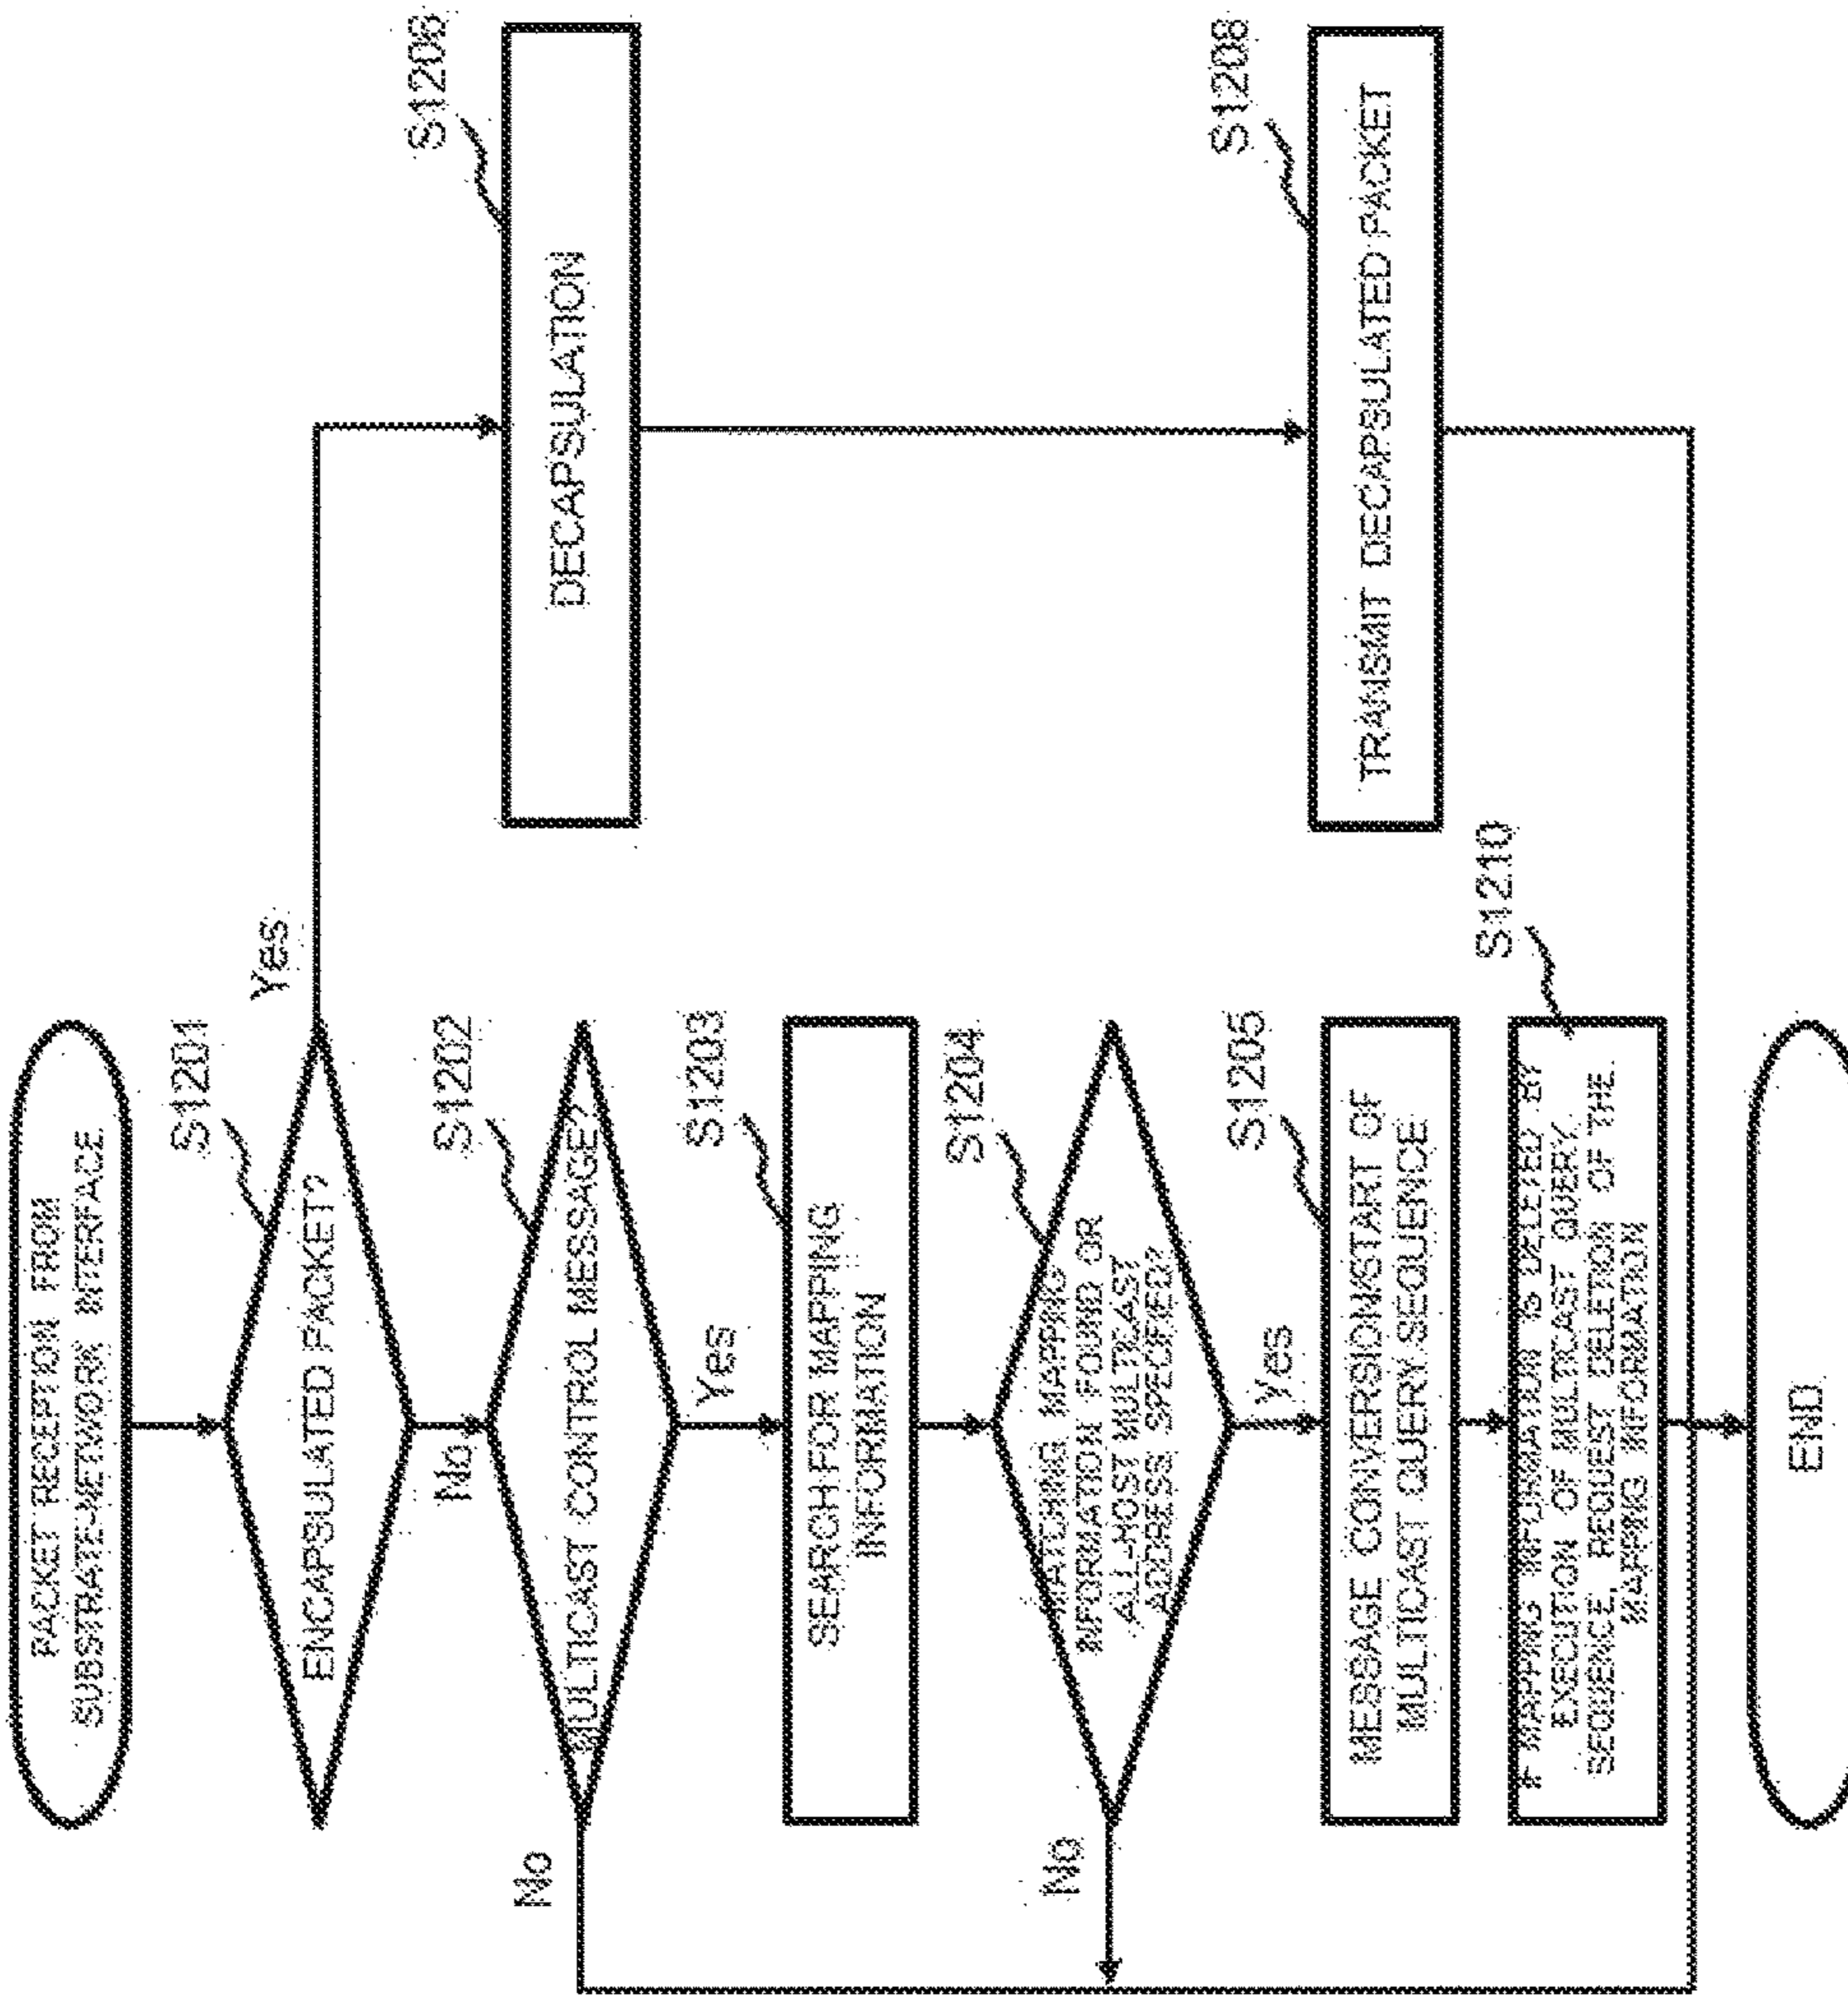 PACKET RECEPTION FROM
SUBSTRATE-NETWORK INTERFACE
S1201
ENCAPSULATED PACKET?
Yes
No
S1202
MULTICAST CONTROL MESSAGE?
No
Yes
S1203
SEARCH FOR MAPPING
INFORMATION
S1204
MATCHING MAPPING
INFORMATION FOUND OR
ALL-HOST MULTICAST
ADDRESS SPECIFIED?
No
Yes
S1205
MESSAGE CONVERSION/START OF
MULTICAST QUERY SEQUENCE
S1210
IF MAPPING INFORMATION IS DELETED BY
EXECUTION OF MULTICAST QUERY
SEQUENCE, REQUEST DELETION OF THE
MAPPING INFORMATION
END
S1208
DECAPSULATION
S1208
TRANSMIT DECAPSULATED PACKET